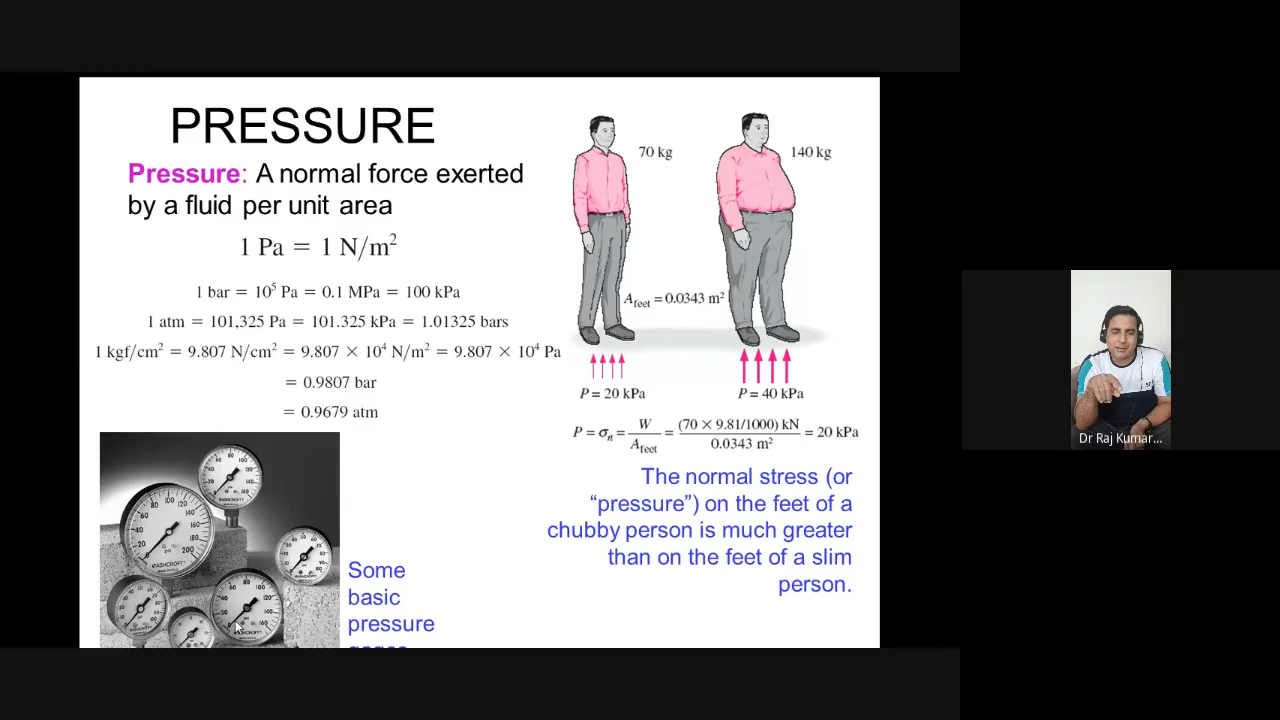 PRESSURE
Pressure: A normal force exerted
by a fluid per unit area
1 Pa = 1 N/m²
1 bar = 10⁵ Pa = 0.1 MPa = 100 kPa
1 atm = 101,325 Pa = 101.325 kPa = 1.01325 bars
1 kgf/cm² = 9.807 N/cm² = 9.807 × 10⁴ N/m² = 9.807 × 10⁴ Pa
= 0.9807 bar
= 0.9679 atm
70 kg
140 kg
A feet = 0.0343 m²
P = 20 kPa
P = 40 kPa
P = σn = W / Afeet = (70 × 9.81/1000) kN / 0.0343 m² = 20 kPa
The normal stress (or
“pressure”) on the feet of a
chubby person is much greater
than on the feet of a slim
person.
Some
basic
pressure
Dr Raj Kumar...